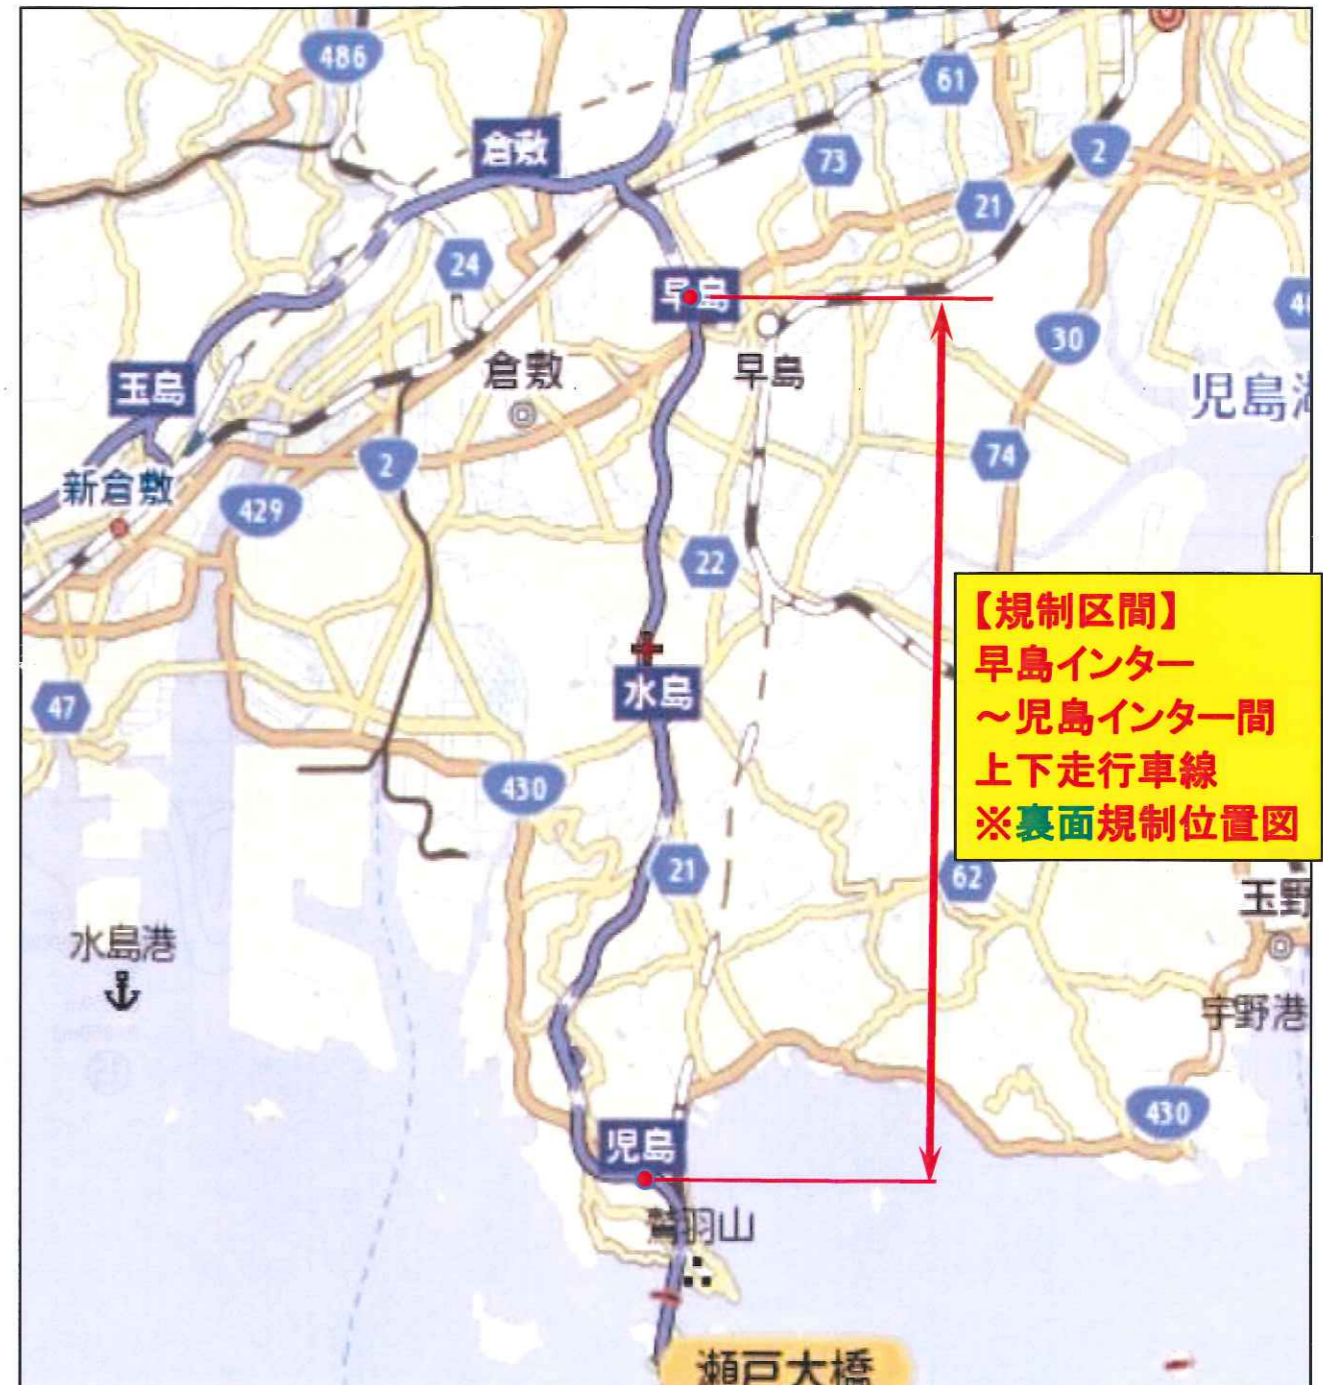 486
61
倉敷
73
2
21
24
早島
30
倉敷
早島
玉島
児島
2
74
新倉敷
429
22
【規制区間】
早島インター
～児島インター間
上下走行車線
※裏面規制位置図
水島
47
430
21
62
玉野
水島港
宇野港
430
児島
鷲羽山
瀬戸大橋